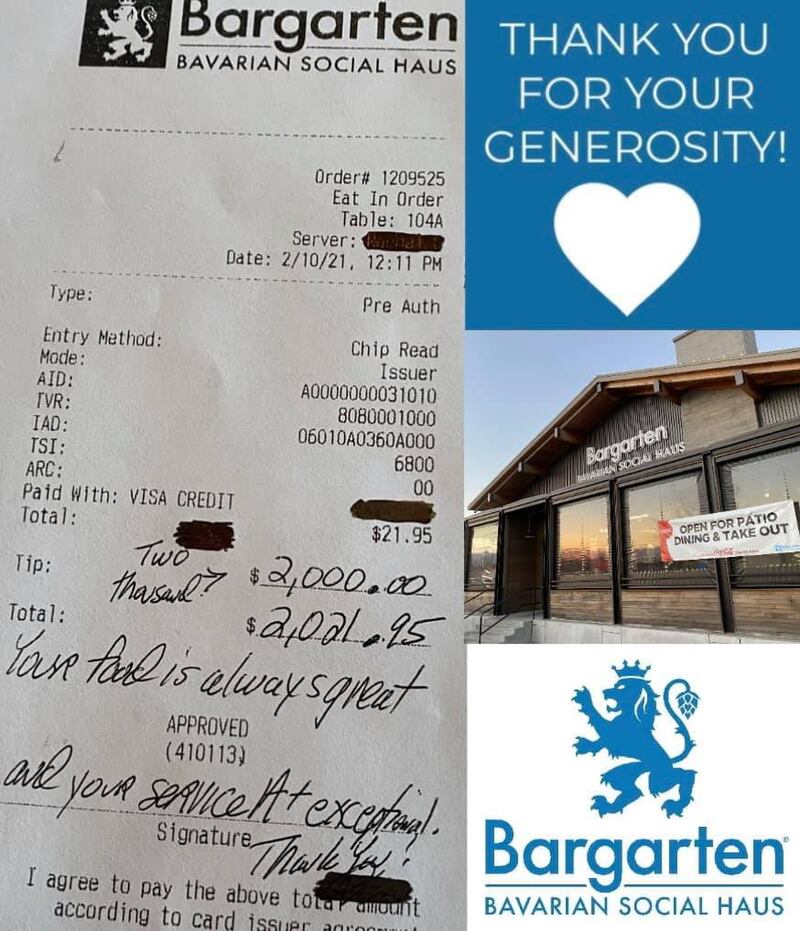 Bargarten
BAVARIAN SOCIAL HAUS
Order# 1209525
Eat In Order
Table: 104A
Server:
Date: 2/10/21, 12:11 PM
Type:
Pre Auth
Entry Method:
Chip Read
Mode:
Issuer
AID:
A0000000031010
TVR:
8080001000
IAD:
06010A0360A000
TSI:
6800
ARC:
00
Paid With: VISA CREDIT
Total:
$21.95
Tip:
Two
thousand?
$2,000.00
Total:
$2,021.95
Your food is always great
APPROVED
(410113)
and your service A+ exceptional.
Signature
Thank You!
I agree to pay the above total amount
according to card issuer
THANK YOU
FOR YOUR
GENEROSITY!
Bargarten
BAVARIAN SOCIAL HAUS
OPEN FOR PATIO
DINING & TAKE OUT
Coca-Cola
Bargarten®
BAVARIAN SOCIAL HAUS